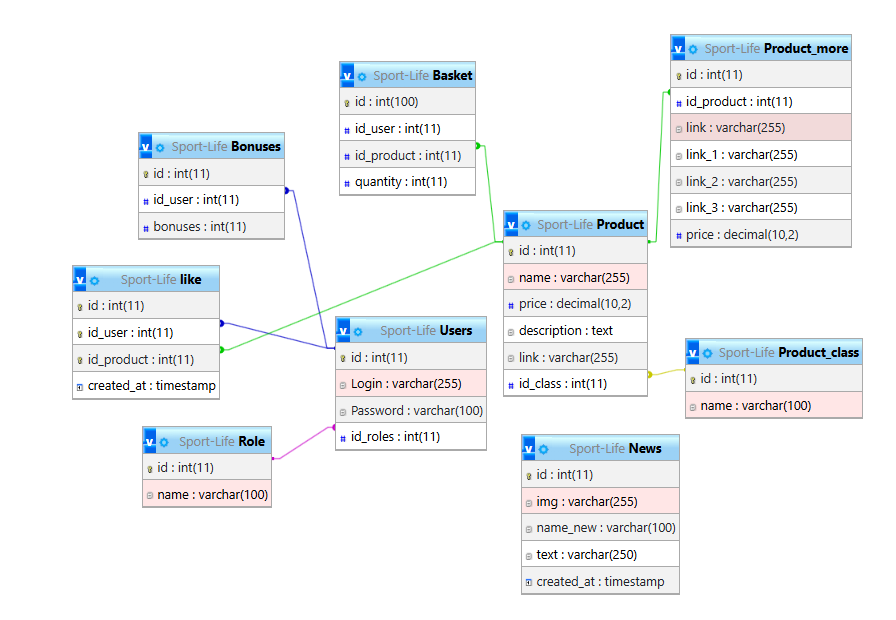 Sport-Life Product_more
id : int(11)
id_product : int(11)
link : varchar(255)
link_1 : varchar(255)
link_2 : varchar(255)
link_3 : varchar(255)
price : decimal(10,2)
Sport-Life Basket
id : int(100)
id_user : int(11)
id_product : int(11)
quantity : int(11)
Sport-Life Bonuses
id : int(11)
id_user : int(11)
bonuses : int(11)
Sport-Life Product
id : int(11)
name : varchar(255)
price : decimal(10,2)
description : text
link : varchar(255)
id_class : int(11)
Sport-Life like
id : int(11)
id_user : int(11)
id_product : int(11)
created_at : timestamp
Sport-Life Users
id : int(11)
Login : varchar(255)
Password : varchar(100)
id_roles : int(11)
Sport-Life Product_class
id : int(11)
name : varchar(100)
Sport-Life Role
id : int(11)
name : varchar(100)
Sport-Life News
id : int(11)
img : varchar(255)
name_new : varchar(100)
text : varchar(250)
created_at : timestamp